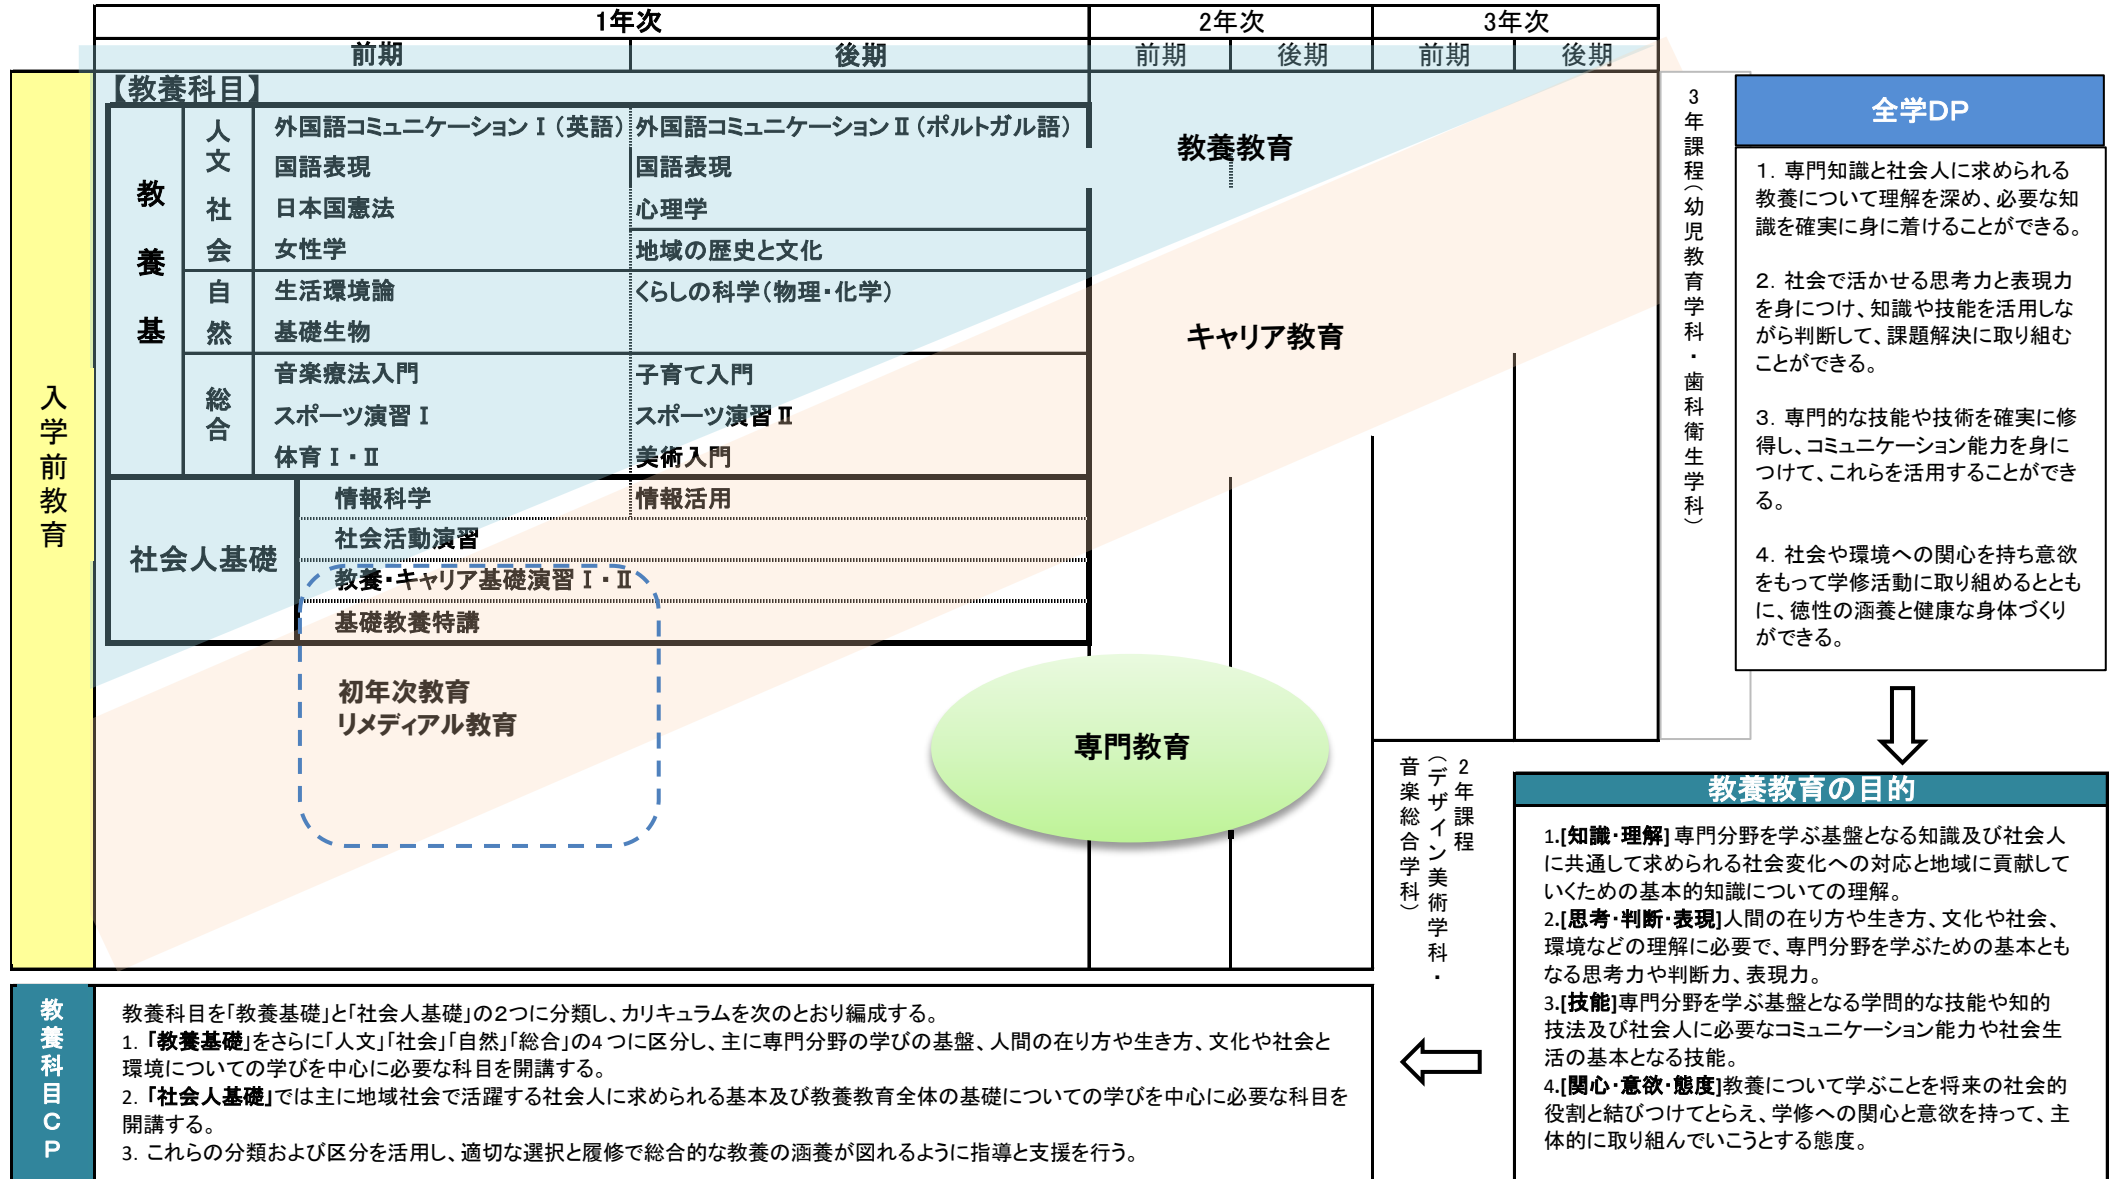 1年次
2年次
3年次
前期
後期
前期
後期
前期
後期
入学前教育
【教養科目】
教養基
人文
社会
自然
総合
外国語コミュニケーションⅠ(英語)
外国語コミュニケーションⅡ(ポルトガル語)
国語表現
国語表現
日本国憲法
心理学
女性学
地域の歴史と文化
生活環境論
くらしの科学(物理・化学)
基礎生物
音楽療法入門
子育て入門
スポーツ演習Ⅰ
スポーツ演習Ⅱ
体育Ⅰ・Ⅱ
美術入門
社会人基礎
情報科学
情報活用
社会活動演習
教養・キャリア基礎演習Ⅰ・Ⅱ
基礎教養特講
初年次教育
リメディアル教育
教養教育
キャリア教育
専門教育
3年課程(幼児教育学科・歯科衛生学科)
2年課程
(デザイン美術学科・
音楽総合学科)
全学DP
1．専門知識と社会人に求められる
教養について理解を深め、必要な知
識を確実に身に着けることができる。
2．社会で活かせる思考力と表現力
を身につけ、知識や技能を活用しな
がら判断して、課題解決に取り組む
ことができる。
3．専門的な技能や技術を確実に修
得し、コミュニケーション能力を身に
つけて、これらを活用することができ
る。
4．社会や環境への関心を持ち意欲
をもって学修活動に取り組めるととも
に、徳性の涵養と健康な身体づくり
ができる。
教養教育の目的
1.[知識・理解] 専門分野を学ぶ基盤となる知識及び社会人
に共通して求められる社会変化への対応と地域に貢献して
いくための基本的知識についての理解。
2.[思考・判断・表現]人間の在り方や生き方、文化や社会、
環境などの理解に必要で、専門分野を学ぶための基本とも
なる思考力や判断力、表現力。
3.[技能]専門分野を学ぶ基盤となる学問的な技能や知的
技法及び社会人に必要なコミュニケーション能力や社会生
活の基本となる技能。
4.[関心・意欲・態度]教養について学ぶことを将来の社会的
役割と結びつけてとらえ、学修への関心と意欲を持って、主
体的に取り組んでいこうとする態度。
教養科目CP
教養科目を「教養基礎」と「社会人基礎」の2つに分類し、カリキュラムを次のとおり編成する。
1. 「教養基礎」をさらに「人文」「社会」「自然」「総合」の4つに区分し、主に専門分野の学びの基盤、人間の在り方や生き方、文化や社会と
環境についての学びを中心に必要な科目を開講する。
2. 「社会人基礎」では主に地域社会で活躍する社会人に求められる基本及び教養教育全体の基礎についての学びを中心に必要な科目を
開講する。
3. これらの分類および区分を活用し、適切な選択と履修で総合的な教養の涵養が図れるように指導と支援を行う。